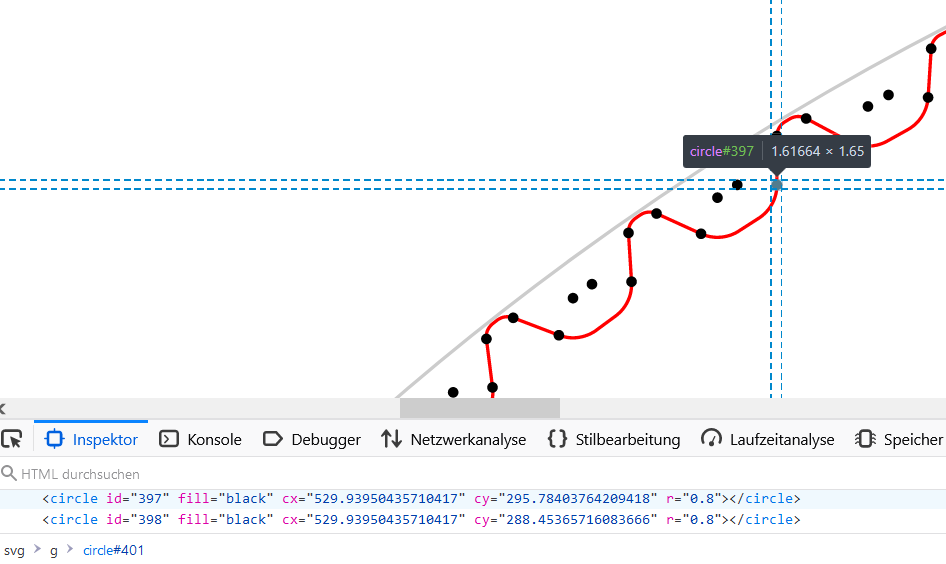 circle#397 | 1.61664 × 1.65
Inspektor Konsole Debugger Netzwerkanalyse Stilbearbeitung Laufzeitanalyse Speicher
HTML durchsuchen
<circle id="397" fill="black" cx="529.93950435710417" cy="295.78403764209418" r="0.8"></circle>
<circle id="398" fill="black" cx="529.93950435710417" cy="288.45365716083666" r="0.8"></circle>
svg > g > circle#401